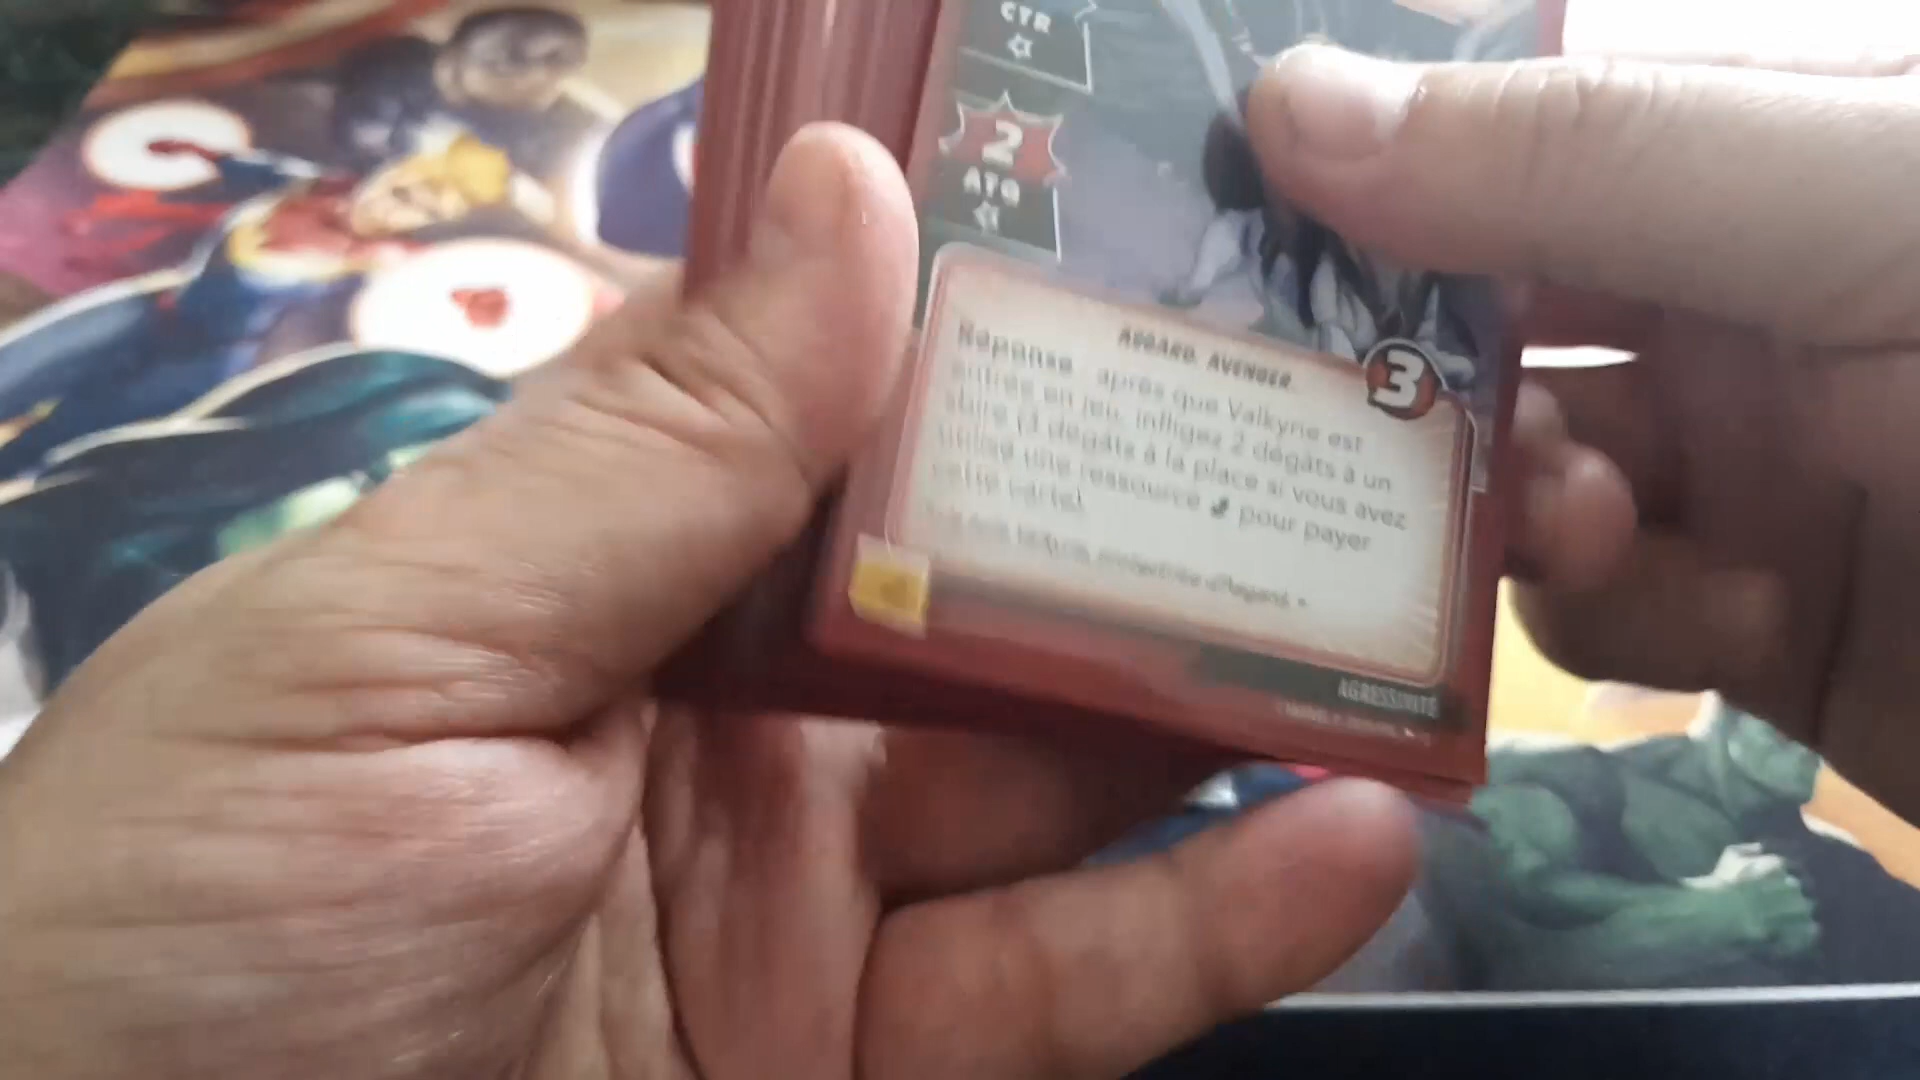 CTR
2
ATQ
3
ASGARD. AVENGER.
Réponse : après que Valkyrie est
entrée en jeu, infligez 2 dégâts à un
sbire (3 dégâts à la place si vous avez
utilisé une ressource pour payer
cette carte).
AGRESSIVITÉ